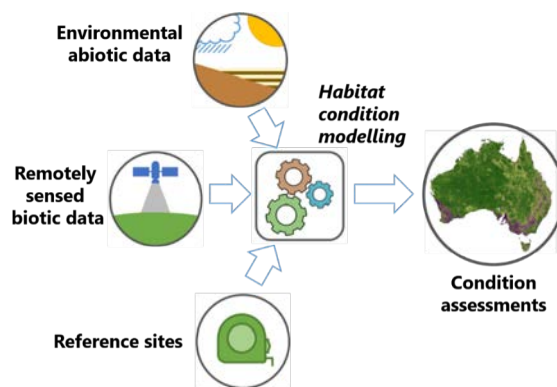 Environmental
abiotic data
Habitat
condition
modelling
Remotely
sensed
biotic data
Condition
assessments
Reference sites